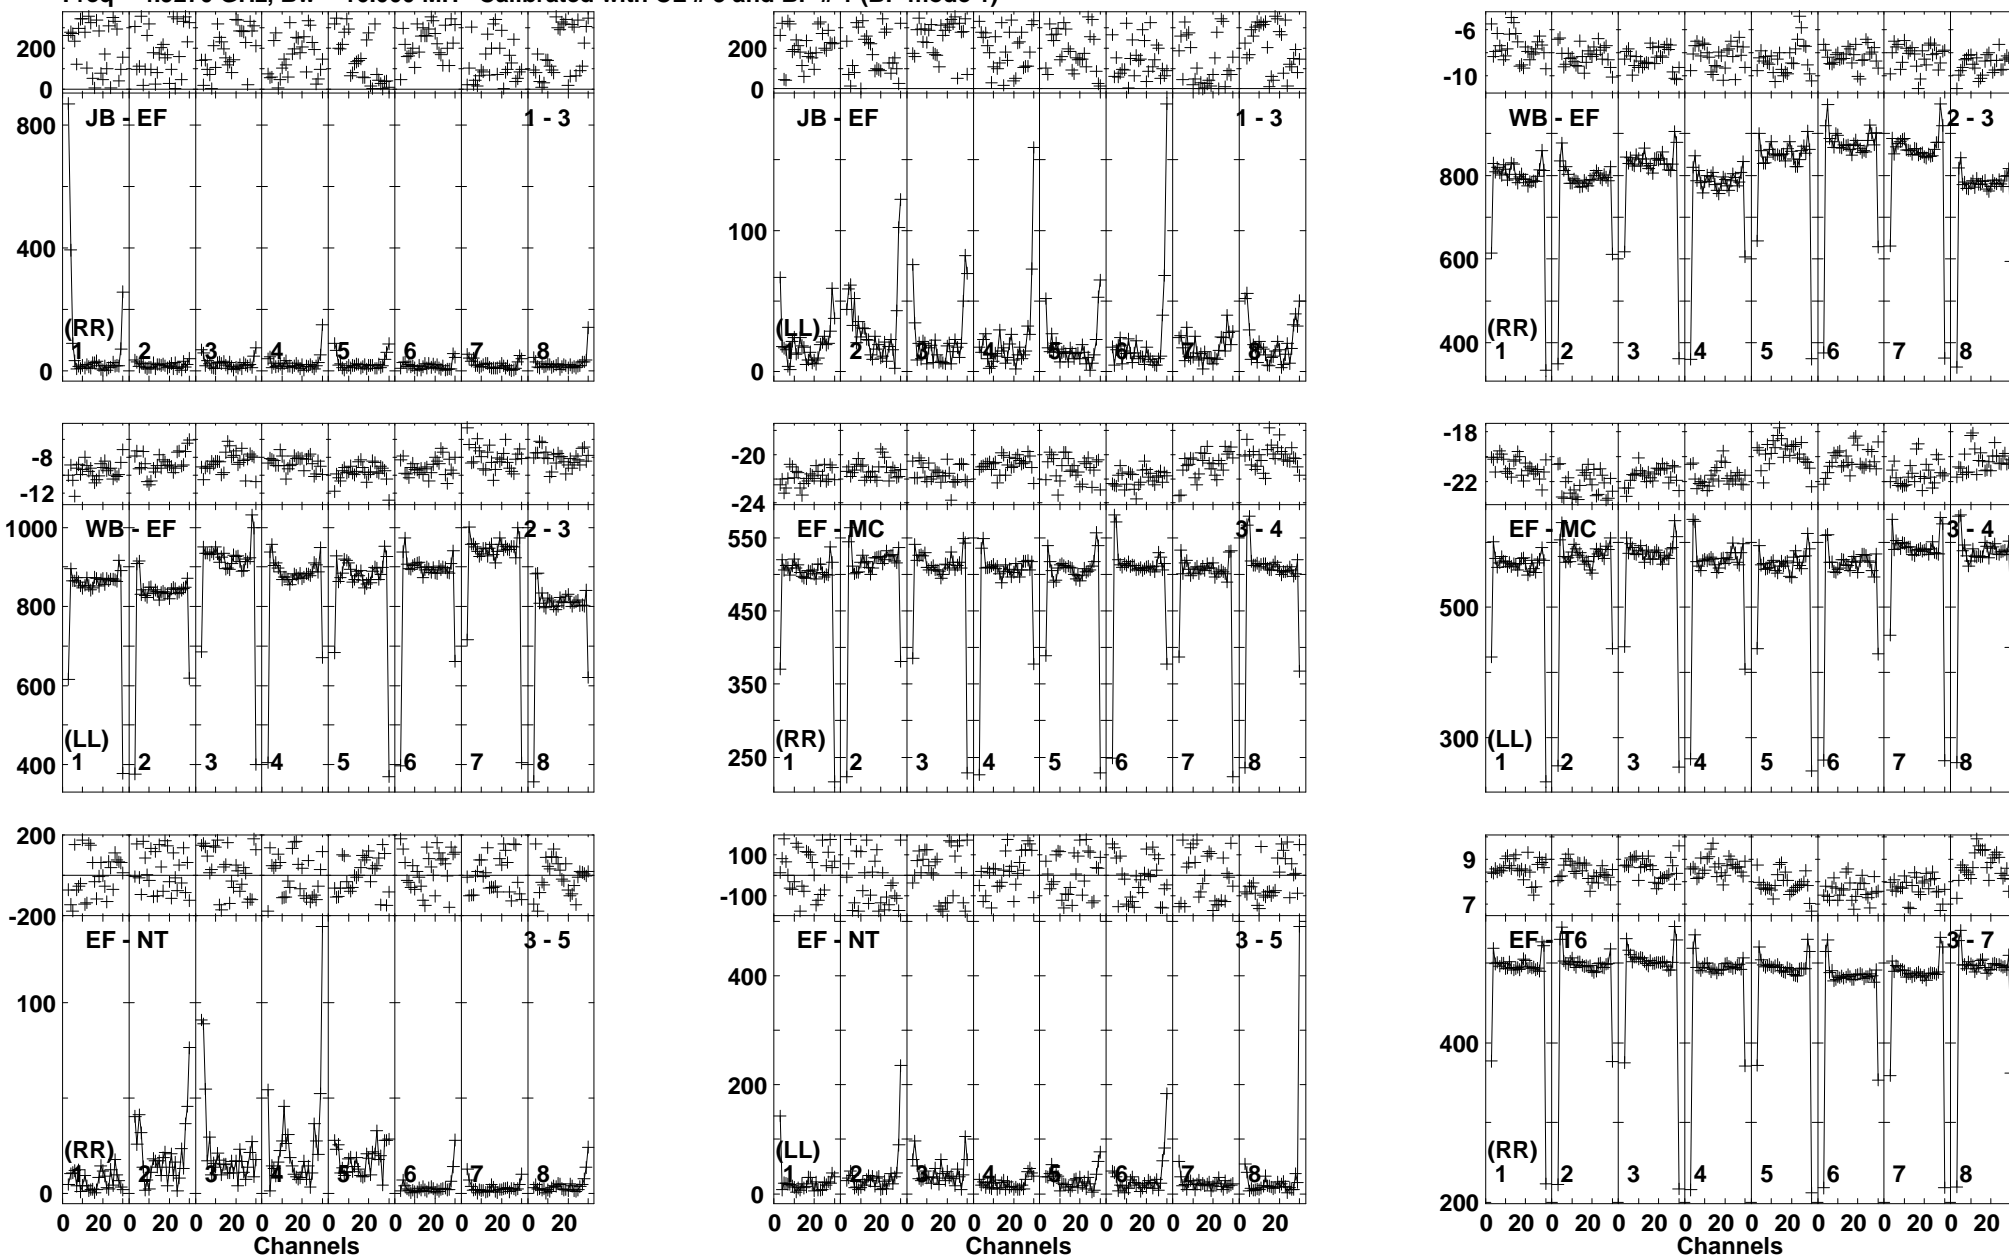 200
0
800
400
0
JB - EF
1 - 3
(RR)
1 2 3 4 5 6 7 8
200
0
100
0
JB - EF
1 - 3
(LL)
1 2 3 4 5 6 7 8
-6
-10
800
600
400
WB - EF
2 - 3
(RR)
1 2 3 4 5 6 7 8
-8
-12
1000
800
600
400
WB - EF
2 - 3
(LL)
1 2 3 4 5 6 7 8
-20
-24
550
450
350
250
EF - MC
3 - 4
(RR)
1 2 3 4 5 6 7 8
-18
-22
500
300
EF - MC
3 - 4
(LL)
1 2 3 4 5 6 7 8
200
-200
100
0
EF - NT
3 - 5
(RR)
1 2 3 4 5 6 7 8
0 20 0 20 0 20 0 20 0 20 0 20 0 20 0 20
Channels
100
-100
400
200
0
EF - NT
3 - 5
(LL)
1 2 3 4 5 6 7 8
0 20 0 20 0 20 0 20 0 20 0 20 0 20 0 20
Channels
9
7
400
200
EF - T6
3 - 7
(RR)
1 2 3 4 5 6 7 8
0 20 0 20 0 20 0 20 0 20 0 20 0 20 0 20
Channels